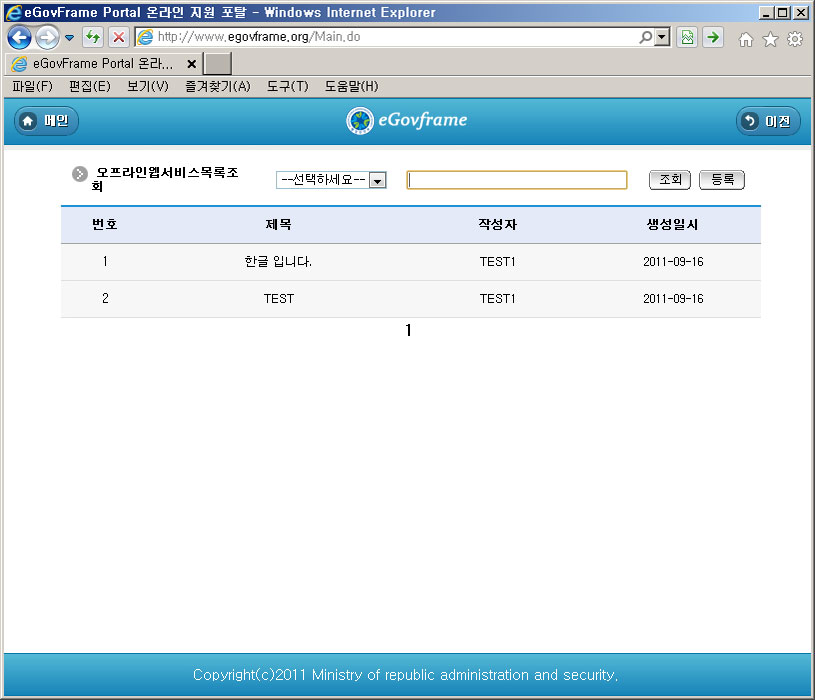 eGovFrame Portal 온라인 지원 포탈 - Windows Internet Explorer
http://www.egovframe.org/Main.do
eGovFrame Portal 온라...
파일(F) 편집(E) 보기(V) 즐겨찾기(A) 도구(T) 도움말(H)
메인 eGovframe 이전
오프라인웹서비스목록조
회
--선택하세요-- 조회 등록
번호 제목 작성자 생성일시
1 한글 입니다. TEST1 2011-09-16
2 TEST TEST1 2011-09-16
1
Copyright(c)2011 Ministry of republic administration and security.